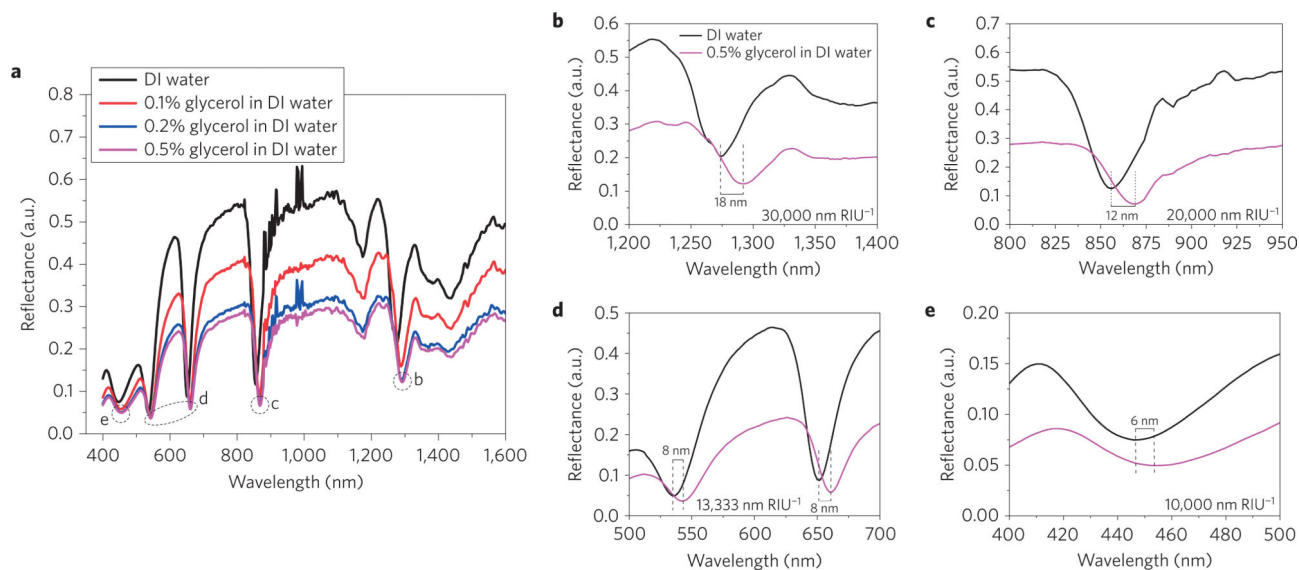 a
DI water
0.1% glycerol in DI water
0.2% glycerol in DI water
0.5% glycerol in DI water
0.8
0.7
0.6
0.5
0.4
0.3
0.2
0.1
0.0
Reflectance (a.u.)
e
d
c
b
400 600 800 1,000 1,200 1,400 1,600
Wavelength (nm)
b
DI water
0.5% glycerol in DI water
0.6
0.5
0.4
0.3
0.2
0.1
0.0
Reflectance (a.u.)
18 nm
30,000 nm RIU⁻¹
1,200 1,250 1,300 1,350 1,400
Wavelength (nm)
c
0.7
0.6
0.5
0.4
0.3
0.2
0.1
0.0
Reflectance (a.u.)
12 nm
20,000 nm RIU⁻¹
800 825 850 875 900 925 950
Wavelength (nm)
d
0.5
0.4
0.3
0.2
0.1
0.0
Reflectance (a.u.)
8 nm
13,333 nm RIU⁻¹
8 nm
500 550 600 650 700
Wavelength (nm)
e
0.20
0.15
0.10
0.05
0.00
Reflectance (a.u.)
6 nm
10,000 nm RIU⁻¹
400 420 440 460 480 500
Wavelength (nm)